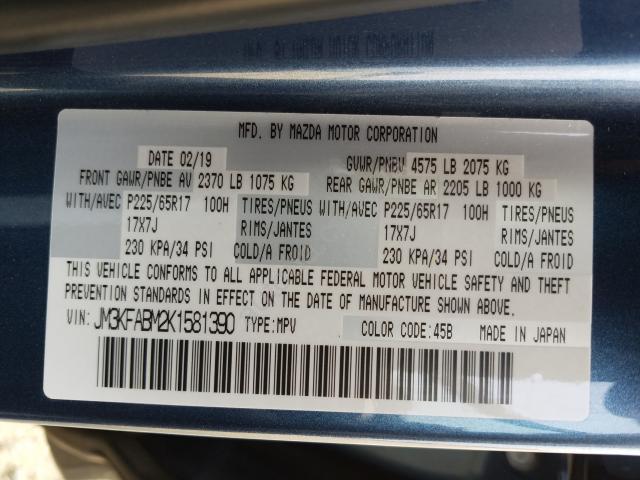 MFD. BY MAZDA MOTOR CORPORATION
DATE 02/19 GVWR/PNBV 4575 LB 2075 KG
FRONT GAWR/PNBE AV 2370 LB 1075 KG REAR GAWR/PNBE AR 2205 LB 1000 KG
WITH/AVEC P225/65R17 100H TIRES/PNEUS WITH/AVEC P225/65R17 100H TIRES/PNEUS
17X7J RIMS/JANTES 17X7J RIMS/JANTES
230 KPA/34 PSI COLD/A FROID 230 KPA/34 PSI COLD/A FROID
THIS VEHICLE CONFORMS TO ALL APPLICABLE FEDERAL MOTOR VEHICLE SAFETY AND THEFT
PREVENTION STANDARDS IN EFFECT ON THE DATE OF MANUFACTURE SHOWN ABOVE.
VIN: JM3KFABM2K1581390 TYPE:MPV COLOR CODE:45B MADE IN JAPAN